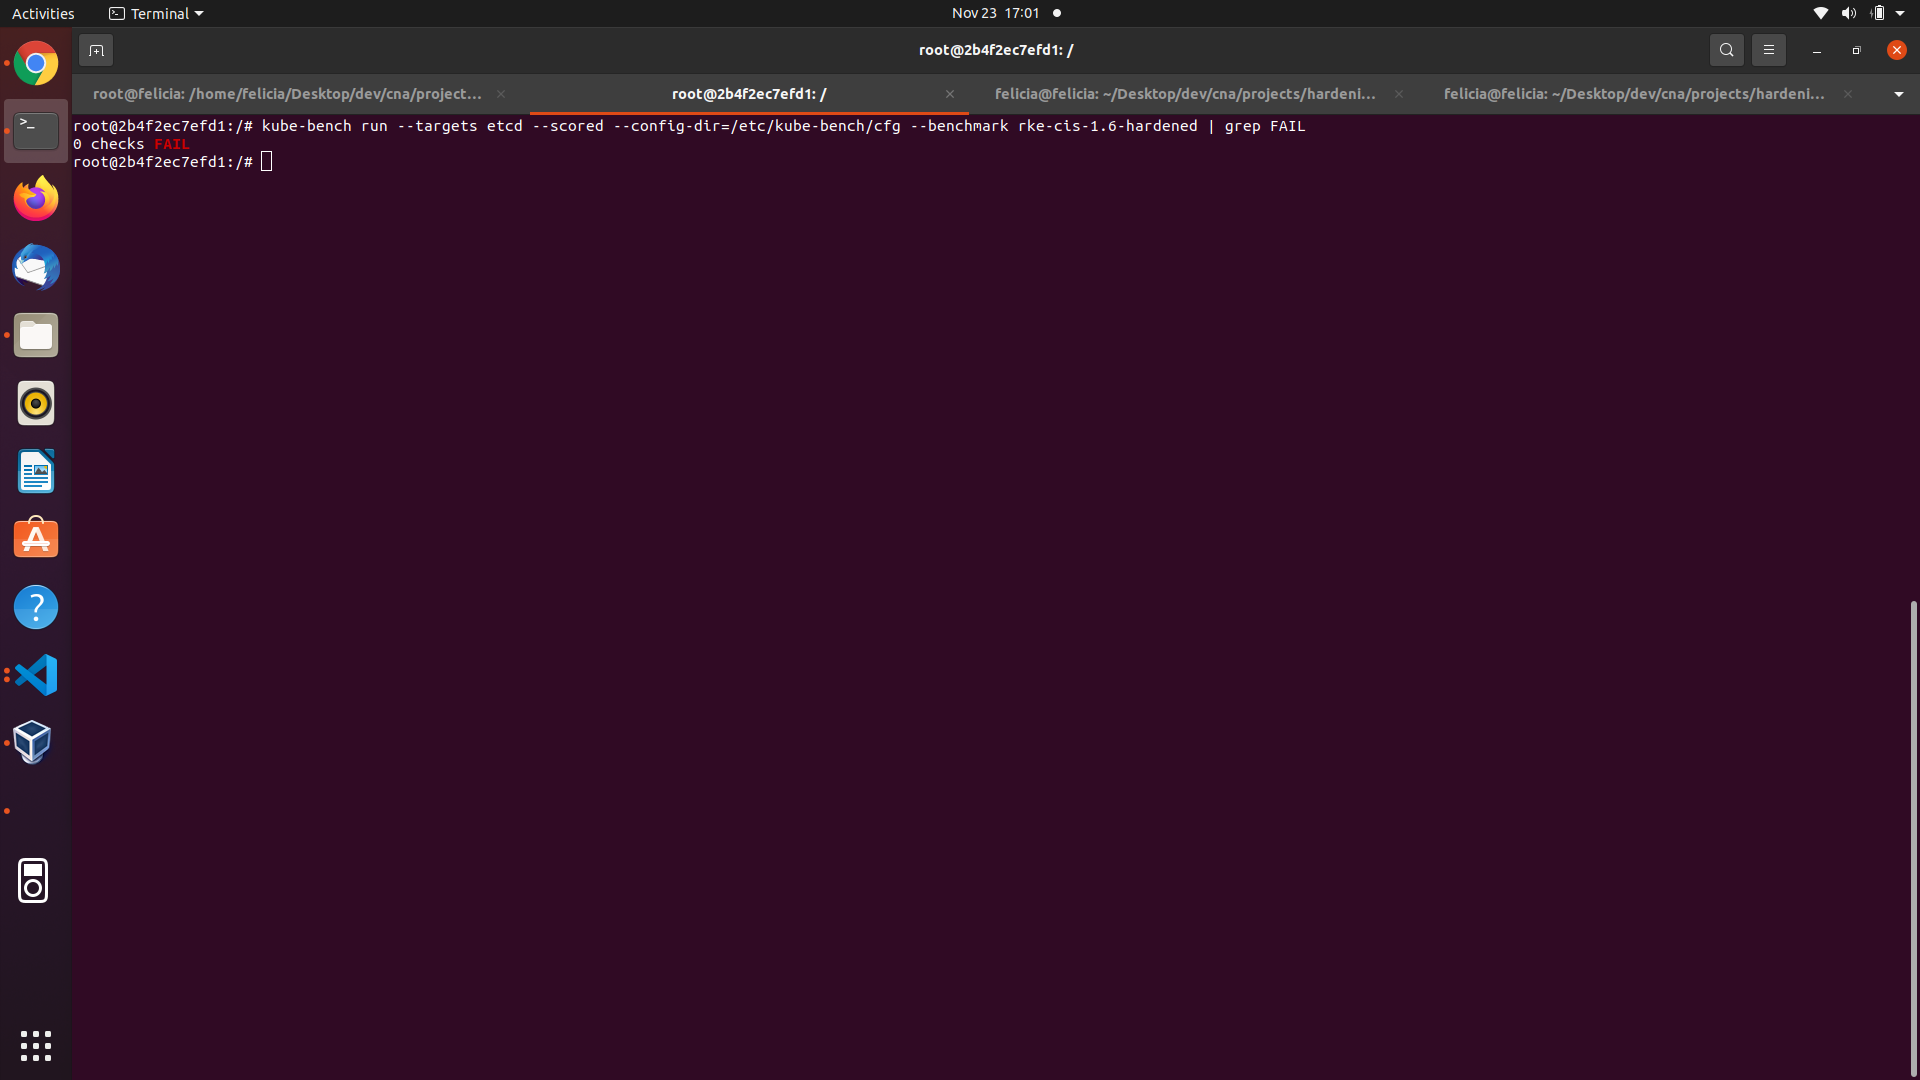 Activities
Terminal
Nov 23 17:01
root@2b4f2ec7efd1: /
root@felicia: /home/felicia/Desktop/dev/cna/project...
root@2b4f2ec7efd1: /
felicia@felicia: ~/Desktop/dev/cna/projects/hardeni...
felicia@felicia: ~/Desktop/dev/cna/projects/hardeni...
root@2b4f2ec7efd1:/# kube-bench run --targets etcd --scored --config-dir=/etc/kube-bench/cfg --benchmark rke-cis-1.6-hardened | grep FAIL
0 checks FAIL
root@2b4f2ec7efd1:/#